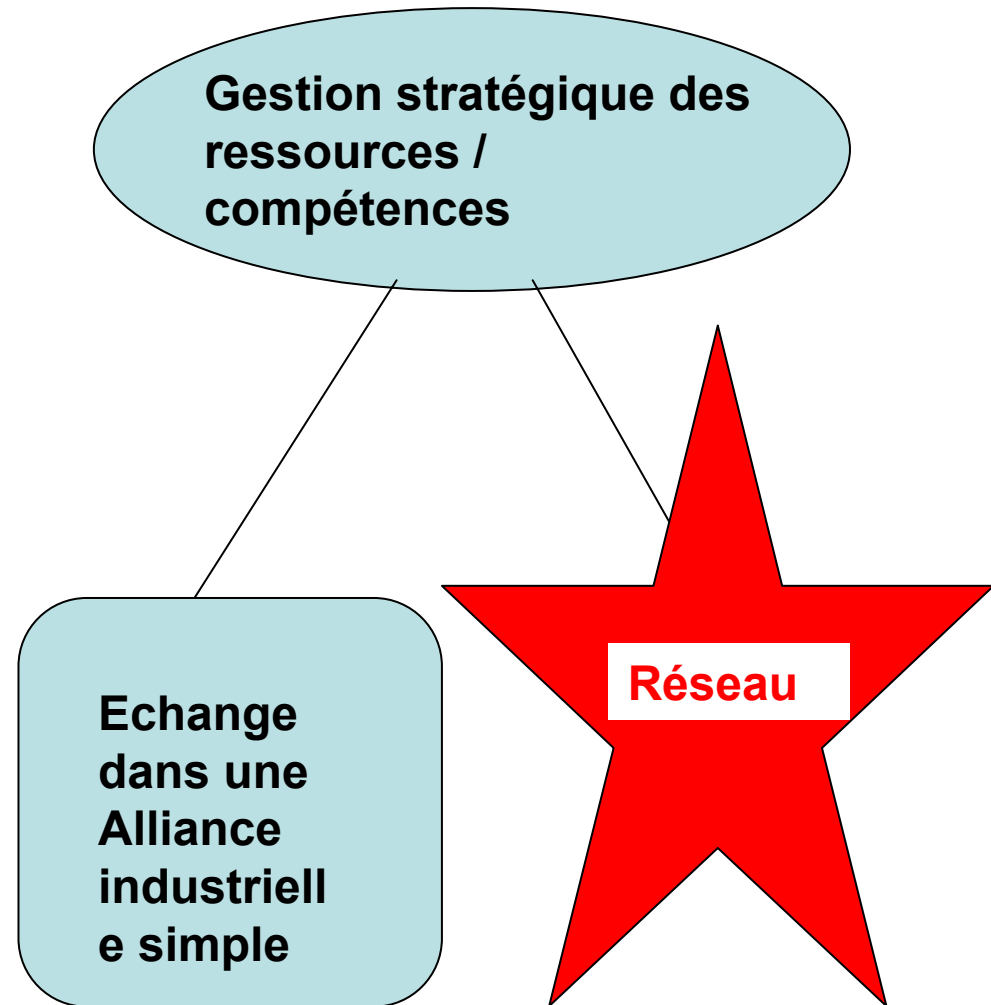 Gestion stratégique des
ressources /
compétences
Réseau
Echange
dans une
Alliance
industriell
e simple